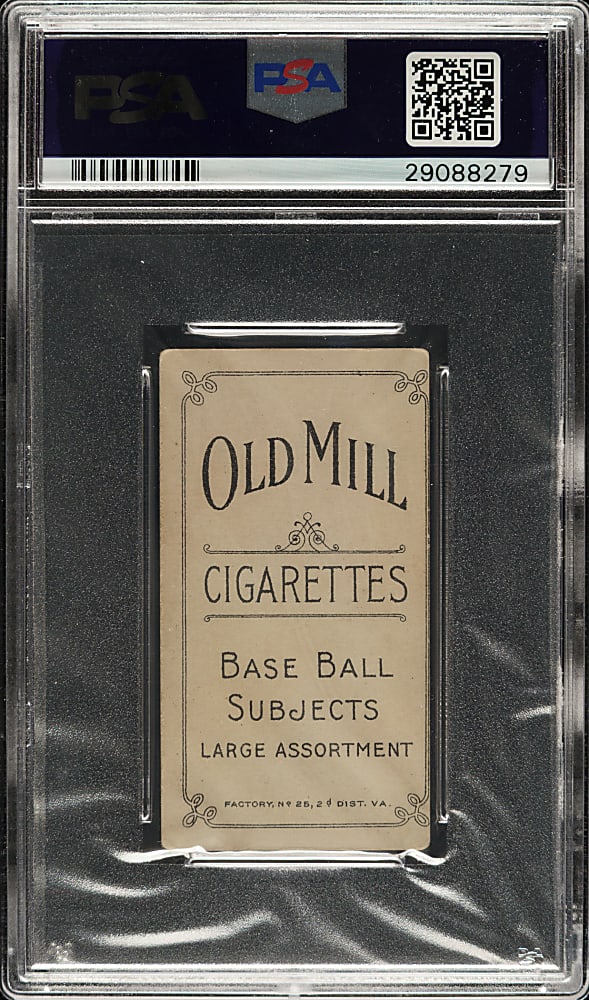 PSA PSA
29088279
OLD MILL
CIGARETTES
BASE BALL
SUBJECTS
LARGE ASSORTMENT
FACTORY, Nº 25, 2d DIST. VA.